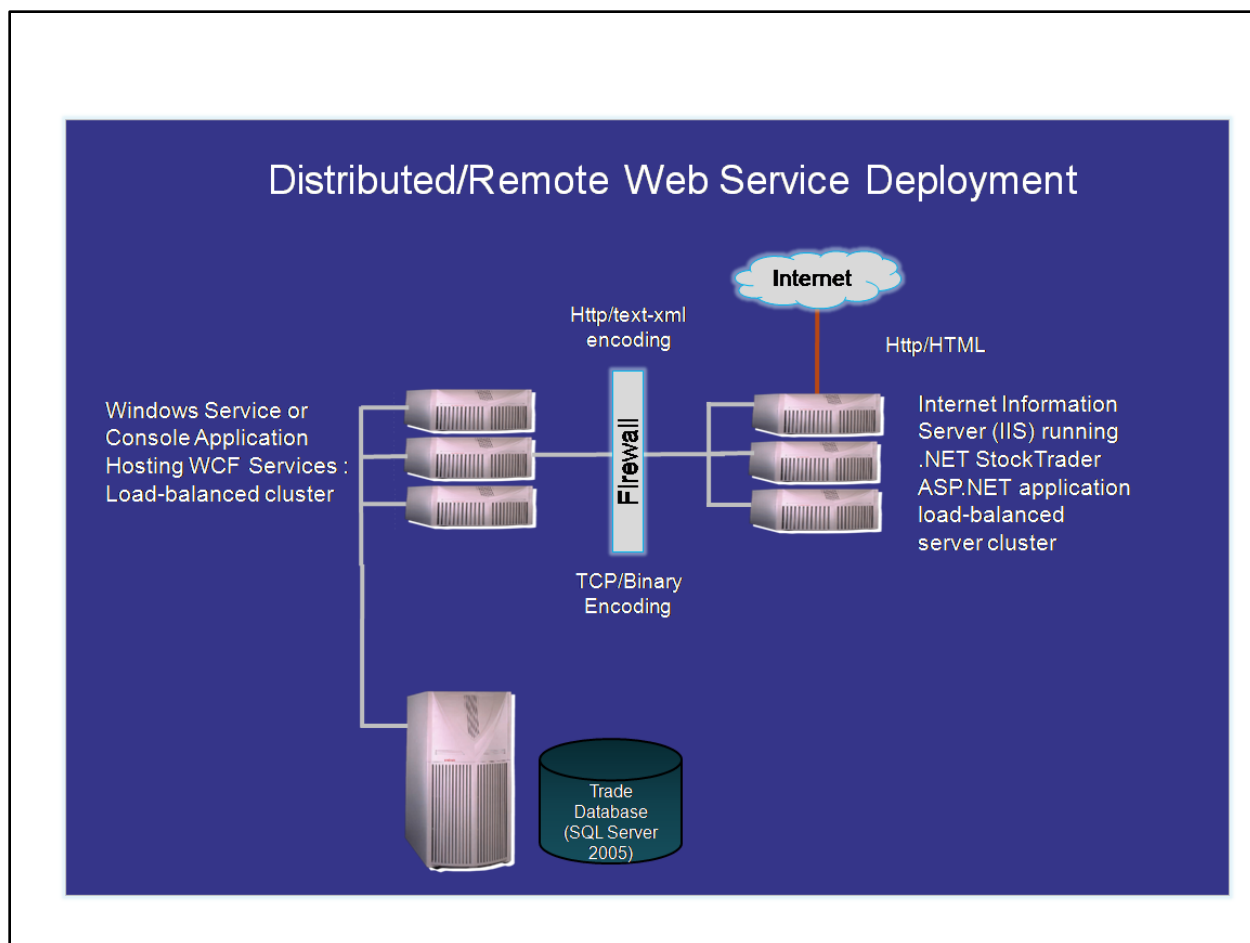 Distributed/Remote Web Service Deployment
Internet
Http/text-xml
encoding
Http/HTML
Windows Service or
Console Application
Hosting WCF Services :
Load-balanced cluster
Firewall
Internet Information
Server (IIS) running
.NET StockTrader
ASP.NET application
load-balanced
server cluster
TCP/Binary
Encoding
Trade
Database
(SQL Server
2005)